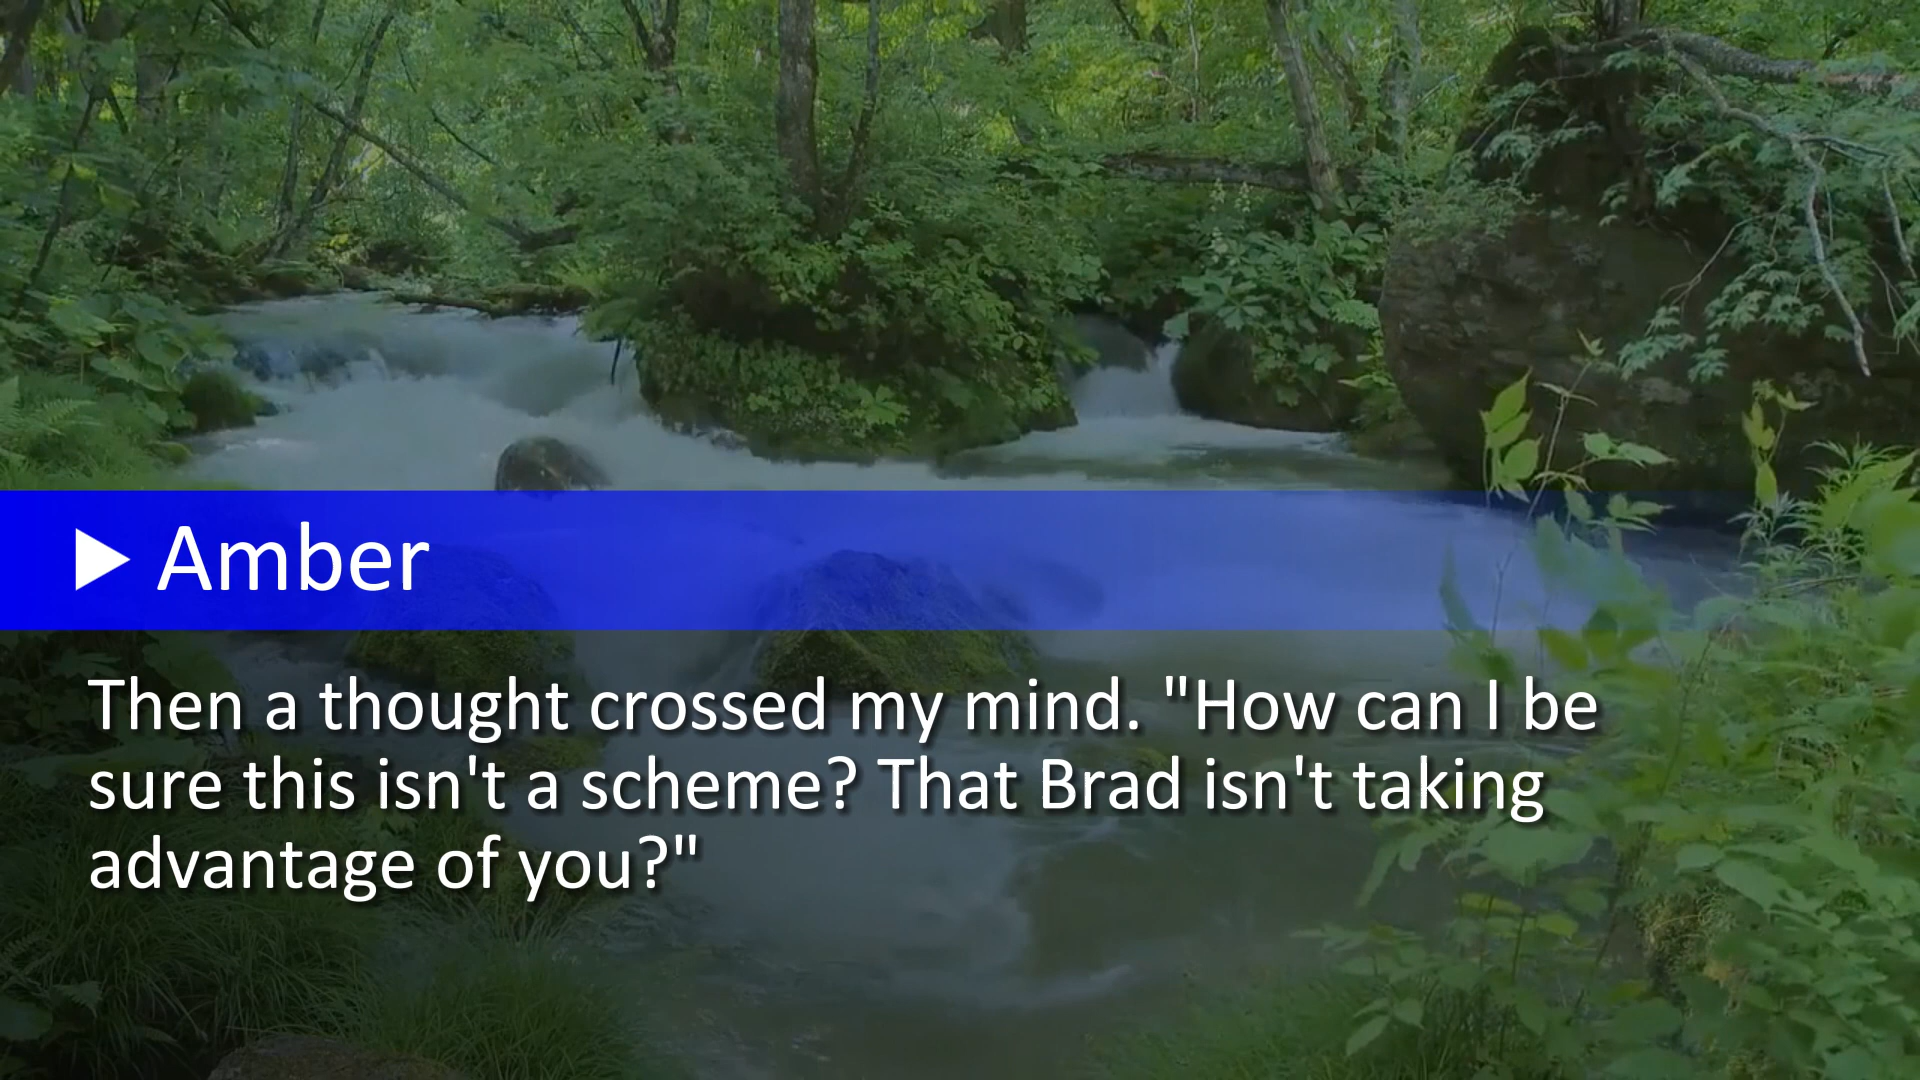 Amber
Then a thought crossed my mind. "How can I be
sure this isn't a scheme? That Brad isn't taking
advantage of you?"